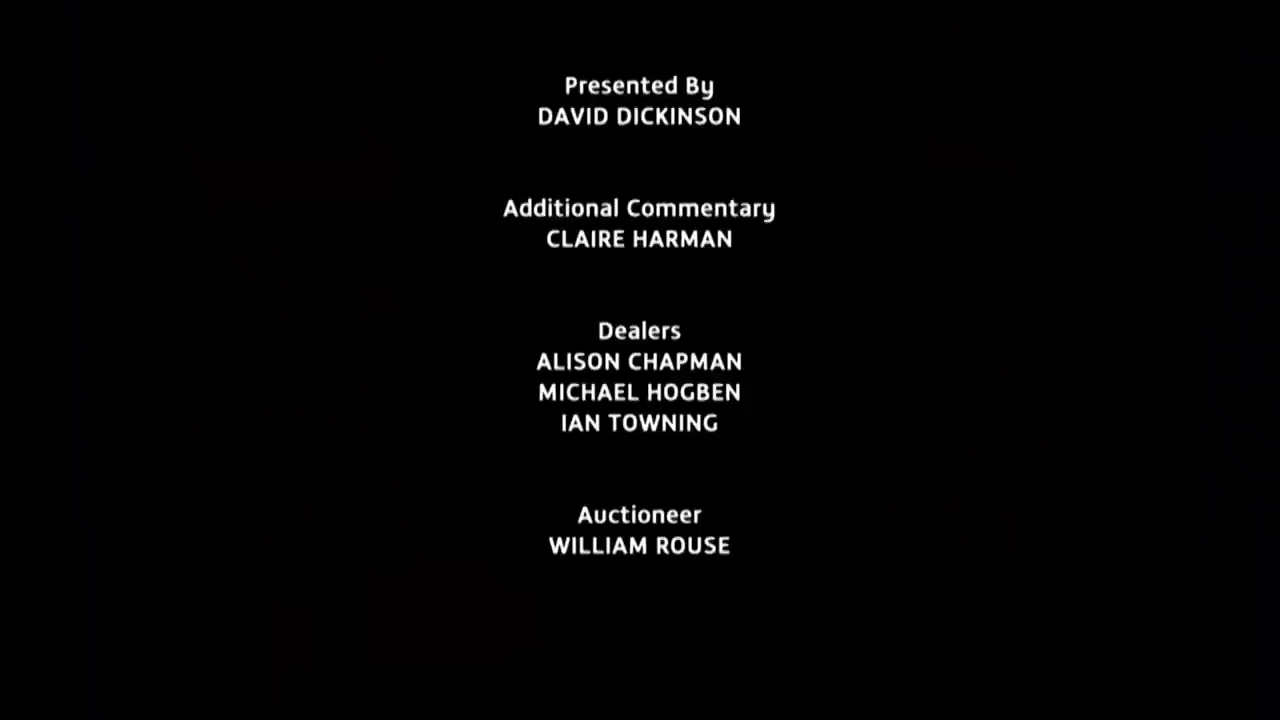 Presented By
DAVID DICKINSON
Additional Commentary
CLAIRE HARMAN
Dealers
ALISON CHAPMAN
MICHAEL HOGBEN
IAN TOWNING
Auctioneer
WILLIAM ROUSE